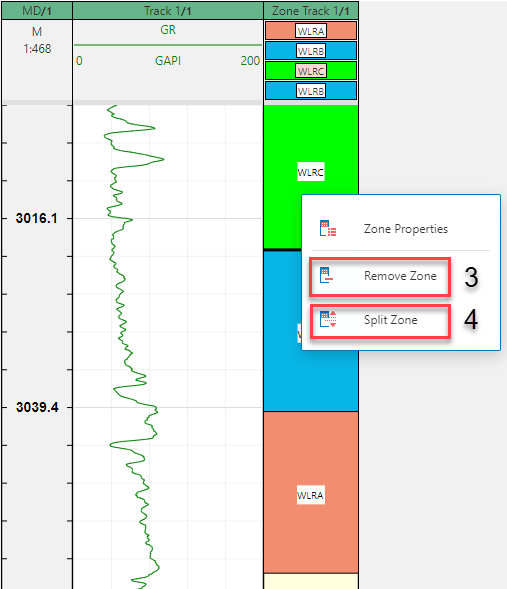 MD/1
Track 1/1
Zone Track 1/1
M
1:468
GR
0
GAPI
200
WLRA
WLRB
WLRC
WLRB
WLRC
Zone Properties
Remove Zone
3
Split Zone
4
3016.1
3039.4
WLRA